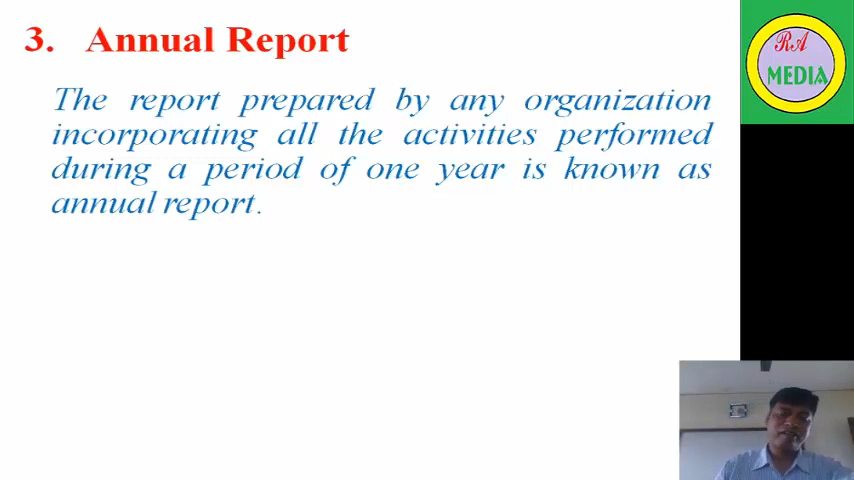 3. Annual Report
The report prepared by any organization
incorporating all the activities performed
during a period of one year is known as
annual report.
RA
MEDIA